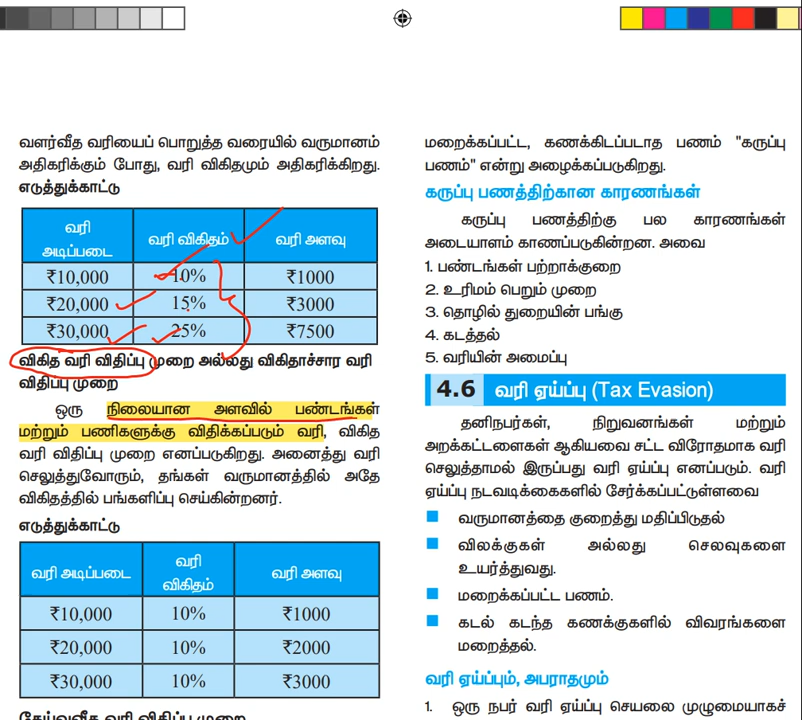 வளர்வீத வரியைப் பொறுத்த வரையில் வருமானம்
அதிகரிக்கும் போது, வரி விகிதமும் அதிகரிக்கிறது.
எடுத்துக்காட்டு
வரி அடிப்படை வரி விகிதம் வரி அளவு
₹10,000 10% ₹1000
₹20,000 15% ₹3000
₹30,000 25% ₹7500
விகித வரி விதிப்பு முறை அல்லது விகிதாச்சார வரி
விதிப்பு முறை
ஒரு நிலையான அளவில் பண்டங்கள்
மற்றும் பணிகளுக்கு விதிக்கப்படும் வரி, விகித
வரி விதிப்பு முறை எனப்படுகிறது. அனைத்து வரி
செலுத்துவோரும், தங்கள் வருமானத்தில் அதே
விகிதத்தில் பங்களிப்பு செய்கின்றனர்.
எடுத்துக்காட்டு
வரி அடிப்படை வரி விகிதம் வரி அளவு
₹10,000 10% ₹1000
₹20,000 10% ₹2000
₹30,000 10% ₹3000
தேய்வுவீத வரி விதிப்பு முறை
மறைக்கப்பட்ட, கணக்கிடப்படாத பணம் "கருப்பு
பணம்" என்று அழைக்கப்படுகிறது.
கருப்பு பணத்திற்கான காரணங்கள்
கருப்பு பணத்திற்கு பல காரணங்கள்
அடையாளம் காணப்படுகின்றன. அவை
1. பண்டங்கள் பற்றாக்குறை
2. உரிமம் பெறும் முறை
3. தொழில் துறையின் பங்கு
4. கடத்தல்
5. வரியின் அமைப்பு
4.6 வரி ஏய்ப்பு (Tax Evasion)
தனிநபர்கள், நிறுவனங்கள் மற்றும்
அறக்கட்டளைகள் ஆகியவை சட்ட விரோதமாக வரி
செலுத்தாமல் இருப்பது வரி ஏய்ப்பு எனப்படும். வரி
ஏய்ப்பு நடவடிக்கைகளில் சேர்க்கப்பட்டுள்ளவை
வருமானத்தை குறைத்து மதிப்பிடுதல்
விலக்குகள் அல்லது செலவுகளை
உயர்த்துவது.
மறைக்கப்பட்ட பணம்.
கடல் கடந்த கணக்குகளில் விவரங்களை
மறைத்தல்.
வரி ஏய்ப்பும், அபராதமும்
1. ஒரு நபர் வரி ஏய்ப்பு செயலை முழுமையாகச்